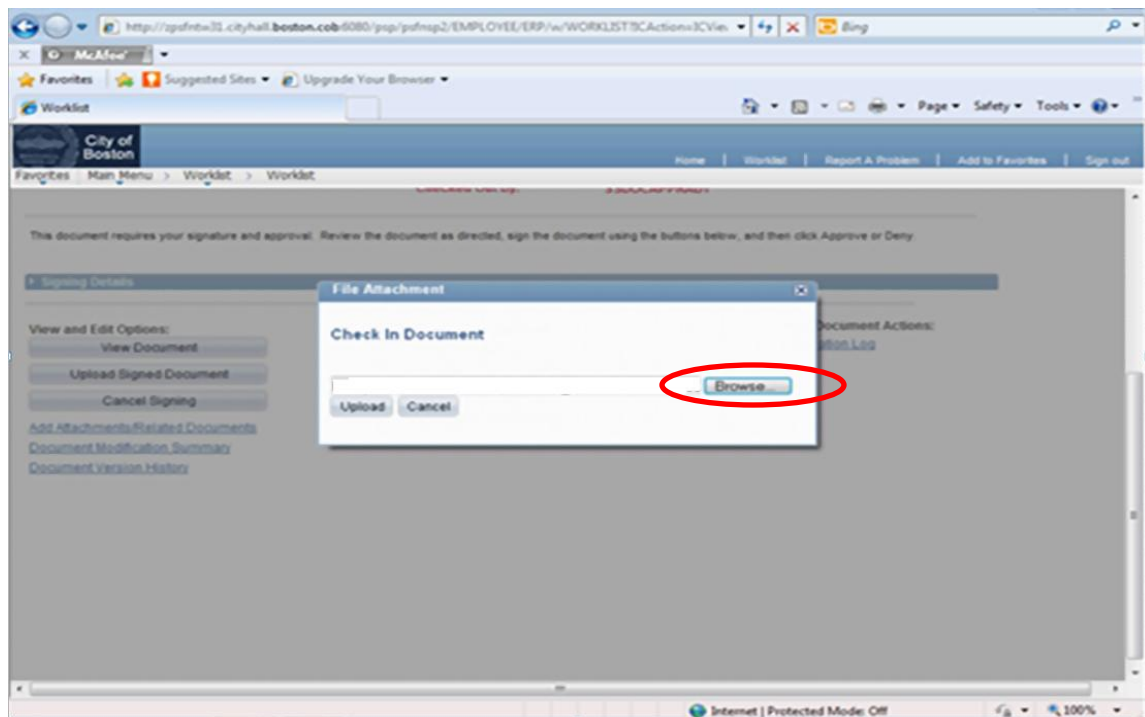 http://zpsfntw31.cityhall.boston.cob:6080/psp/psfnsp2/EMPLOYEE/ERP/w/WORKLIST?ICAction=ICView
Bing
X McAfee
Favorites Suggested Sites Upgrade Your Browser
Worklist Page Safety Tools
City of
Boston
Home | Worklist | Report A Problem | Add to Favorites | Sign out
Favorites Main Menu > Worklist > Worklist
Checked Out By:
This document requires your signature and approval. Review the document as directed, sign the document using the buttons below, and then click Approve or Deny.
Signing Details
File Attachment
View and Edit Options:
Document Actions:
View Document
Check In Document
tion Log
Upload Signed Document
Browse...
Cancel Signing
Upload Cancel
Add Attachments/Related Documents
Document Modification Summary
Document Version History
Internet | Protected Mode: Off 100%